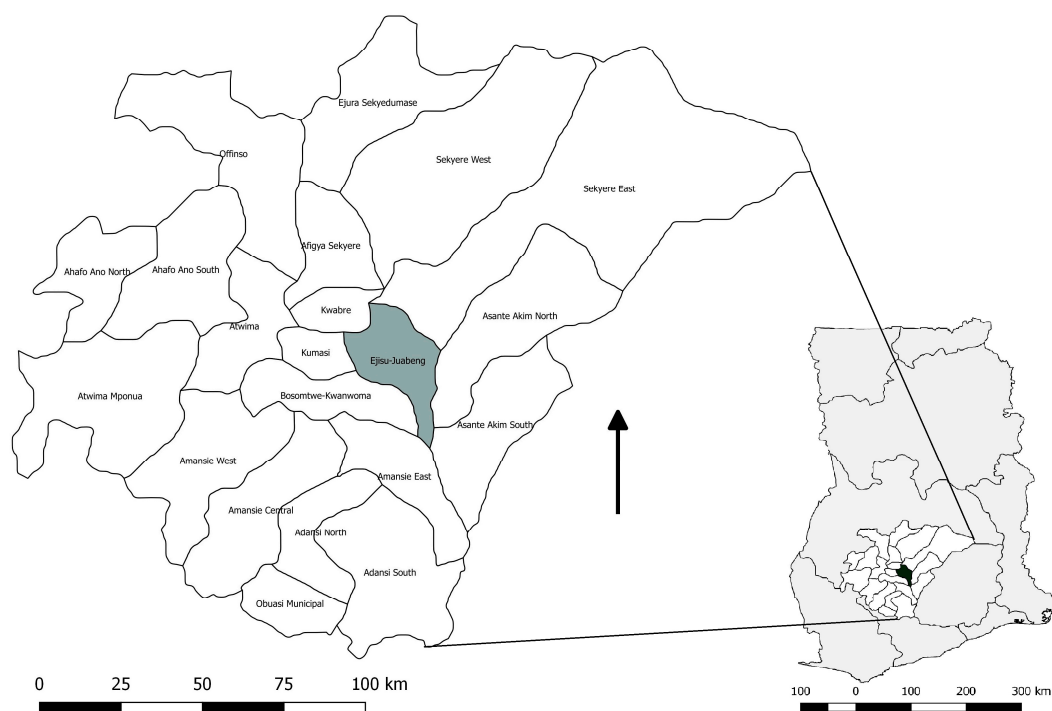 Ejura Sekyedumase
Offinso
Sekyere West
Sekyere East
Afigya Sekyere
Ahafo Ano North
Ahafo Ano South
Kwabre
Asante Akim North
Atwima
Kumasi
Ejisu-Juabeng
Atwima Mponua
Bosomtwe-Kwanwoma
Asante Akim South
Amansie West
Amansie East
Amansie Central
Adansi North
Adansi South
Obuasi Municipal
0 25 50 75 100 km
100 0 100 200 300 km